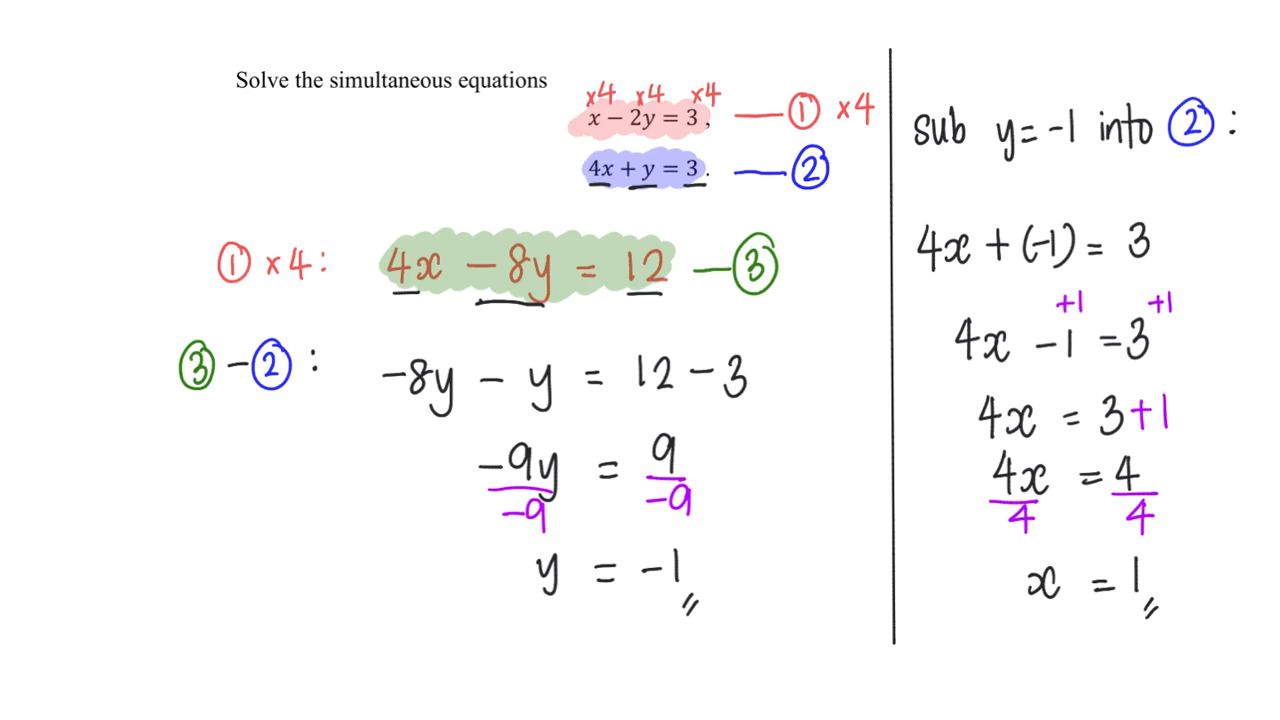 Solve the simultaneous equations
×4 ×4 ×4
x − 2y = 3 , — ① ×4
4x + y = 3 . — ②
① ×4 : 4x − 8y = 12 — ③
③ − ② : −8y − y = 12 − 3
−9y/−9 = 9/−9
y = −1 〃
sub y = −1 into ② :
4x + (−1) = 3
+1 +1
4x − 1 = 3
4x = 3 + 1
4x/4 = 4/4
x = 1 〃